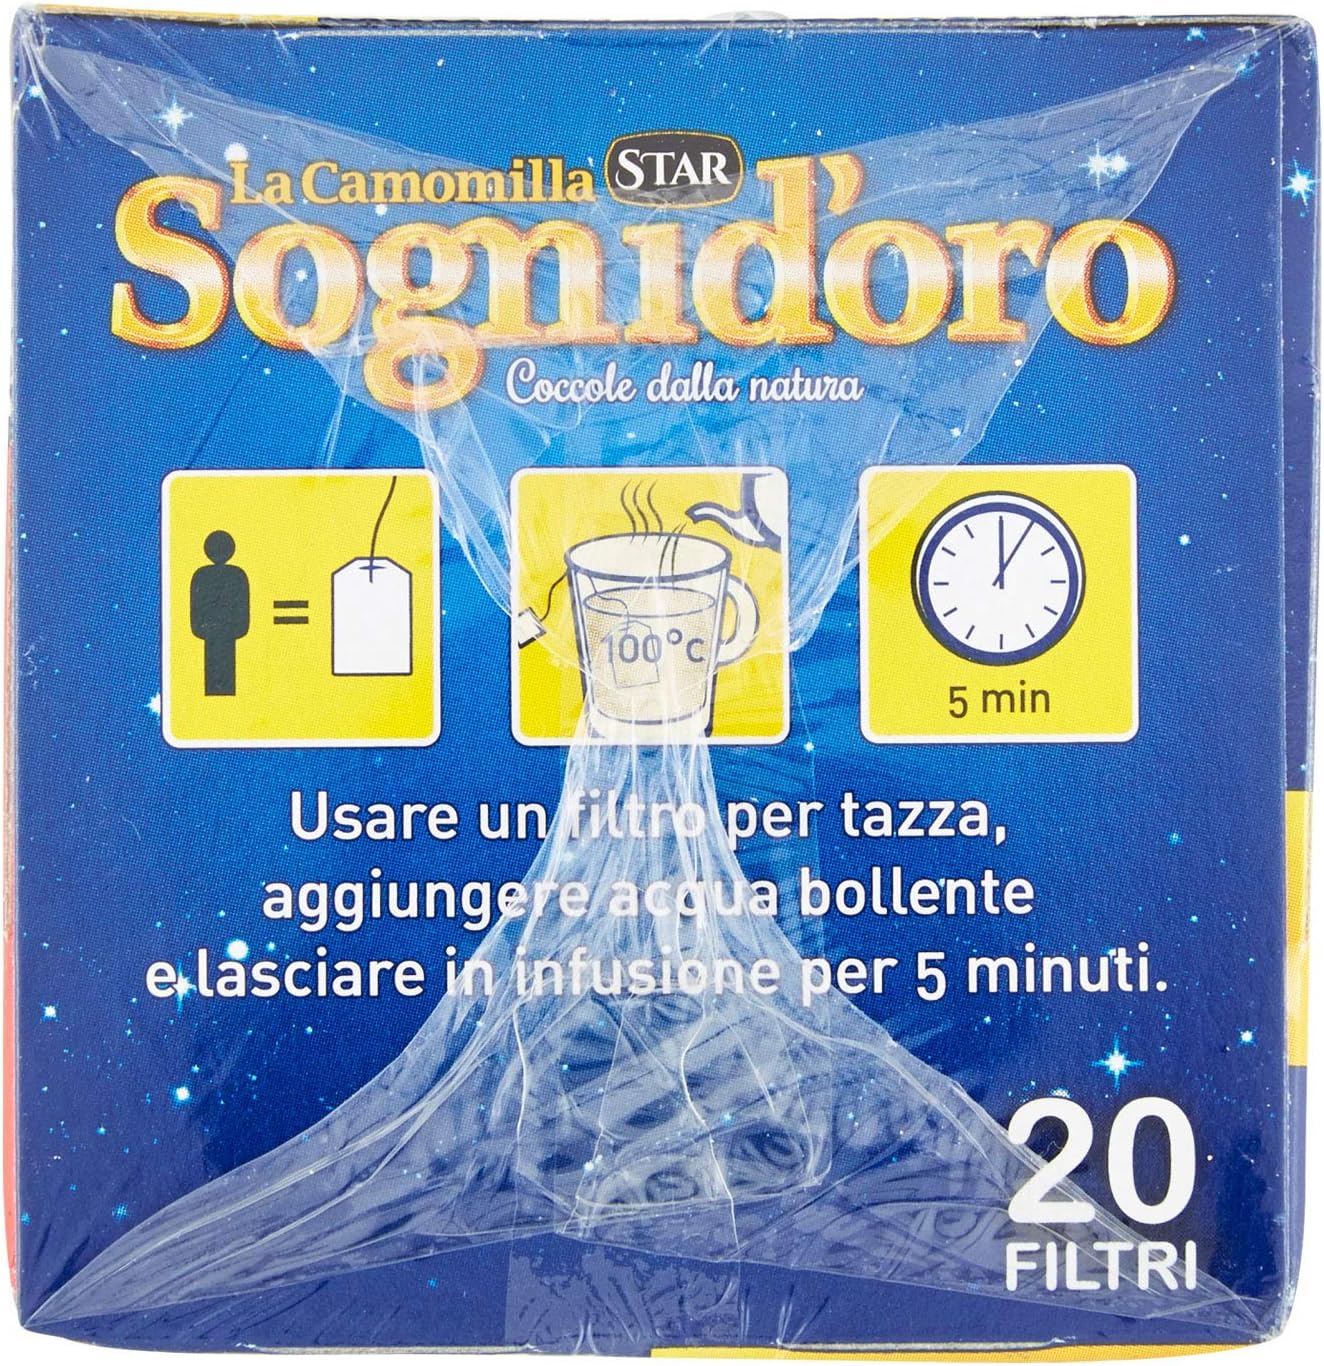 La Camomilla STAR
Sognid'oro
Coccole dalla natura
=
100°c
5 min
Usare un filtro per tazza,
aggiungere acqua bollente
e lasciare in infusione per 5 minuti.
20
FILTRI